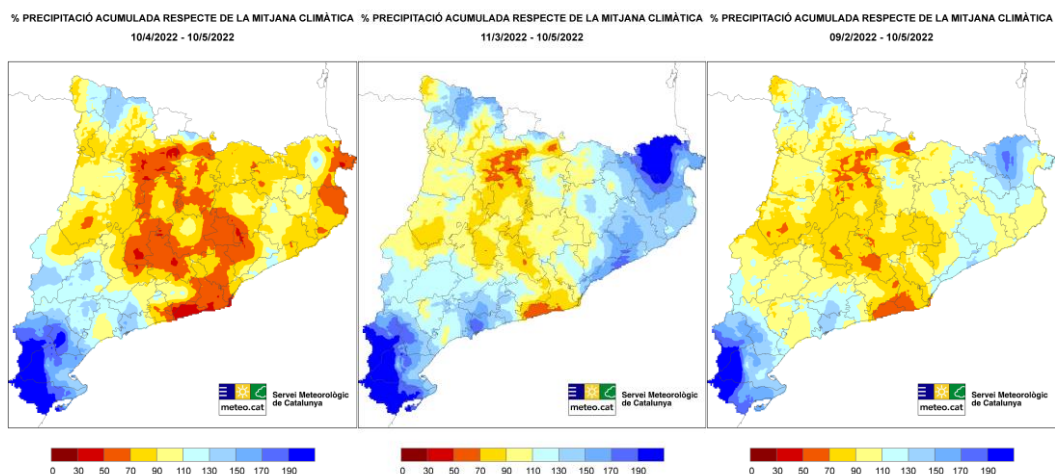 % PRECIPITACIÓ ACUMULADA RESPECTE DE LA MITJANA CLIMÀTICA
10/4/2022 - 10/5/2022
% PRECIPITACIÓ ACUMULADA RESPECTE DE LA MITJANA CLIMÀTICA
11/3/2022 - 10/5/2022
% PRECIPITACIÓ ACUMULADA RESPECTE DE LA MITJANA CLIMÀTICA
09/2/2022 - 10/5/2022
meteo.cat
Servei Meteorològic
de Catalunya
meteo.cat
Servei Meteorològic
de Catalunya
meteo.cat
Servei Meteorològic
de Catalunya
0 30 50 70 90 110 130 150 170 190
0 30 50 70 90 110 130 150 170 190
0 30 50 70 90 110 130 150 170 190